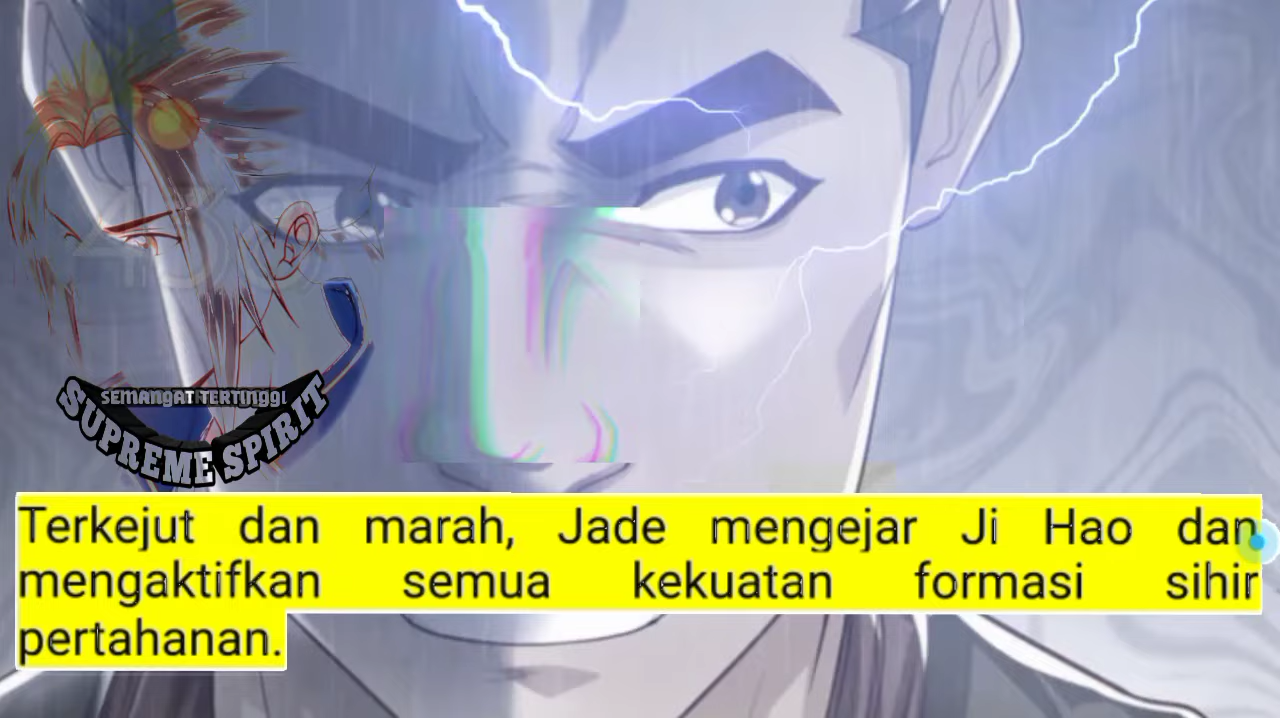 SEMANGAT TERTINGGI
SUPREME SPIRIT
Terkejut dan marah, Jade mengejar Ji Hao dan
mengaktifkan semua kekuatan formasi sihir
pertahanan.